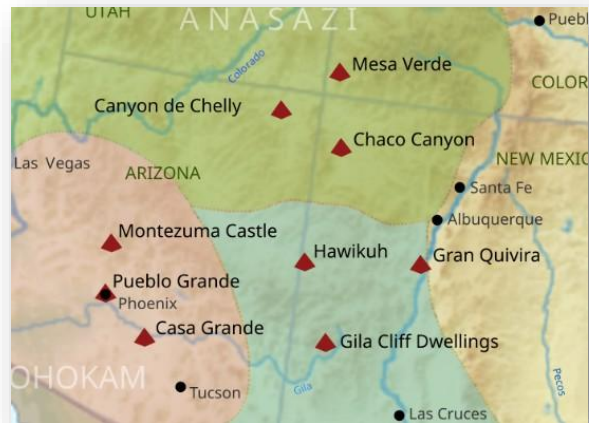 UTAH
ANASAZI
Puebl
Colorado
Mesa Verde
COLOR
Canyon de Chelly
Chaco Canyon
Las Vegas
ARIZONA
NEW MEXIC
Santa Fe
Albuquerque
Montezuma Castle
Hawikuh
Gran Quivira
Pueblo Grande
Phoenix
Casa Grande
Gila Cliff Dwellings
OHOKAM
Tucson
Gila
Pecos
Las Cruces